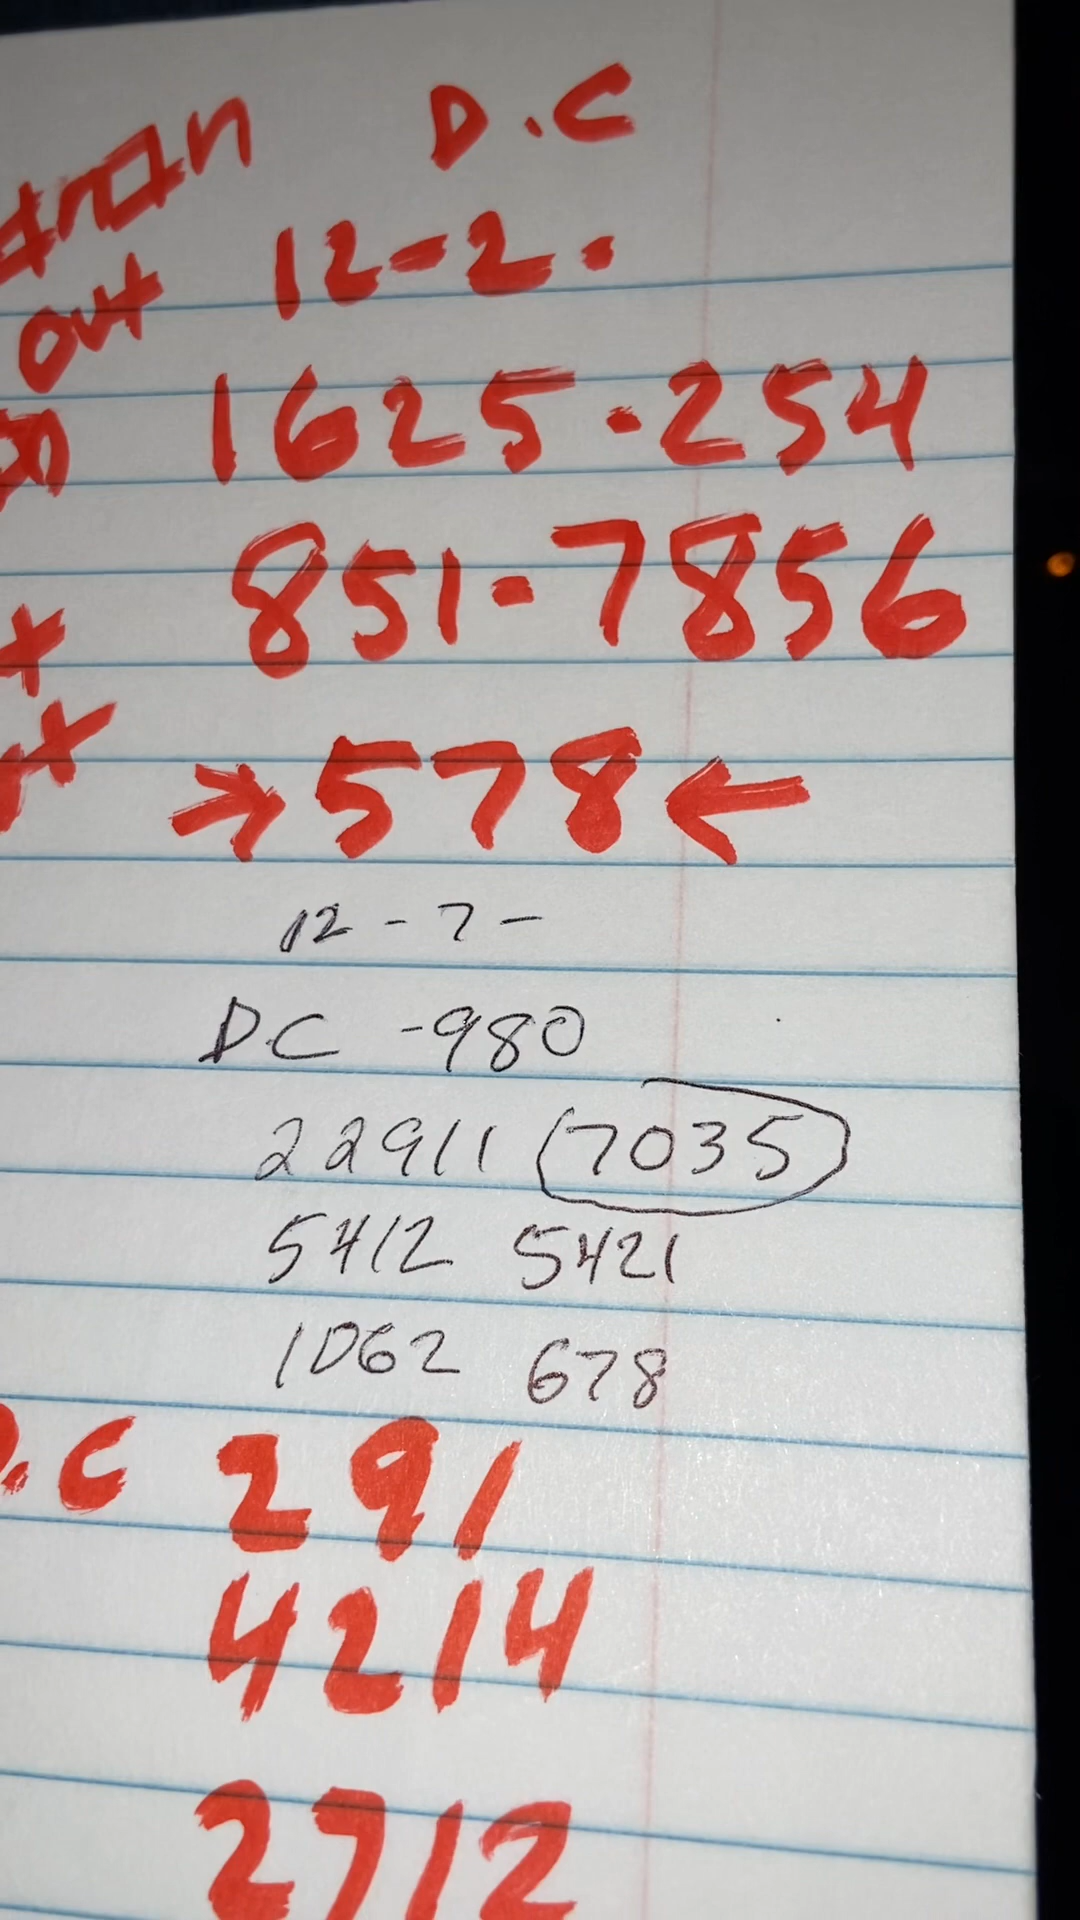 D.C
out 12-2.
1625.254
851.7856
→578←
12-7-
DC -980
22911 7035
5412 5421
1062 678
D.C 291
4214
2712